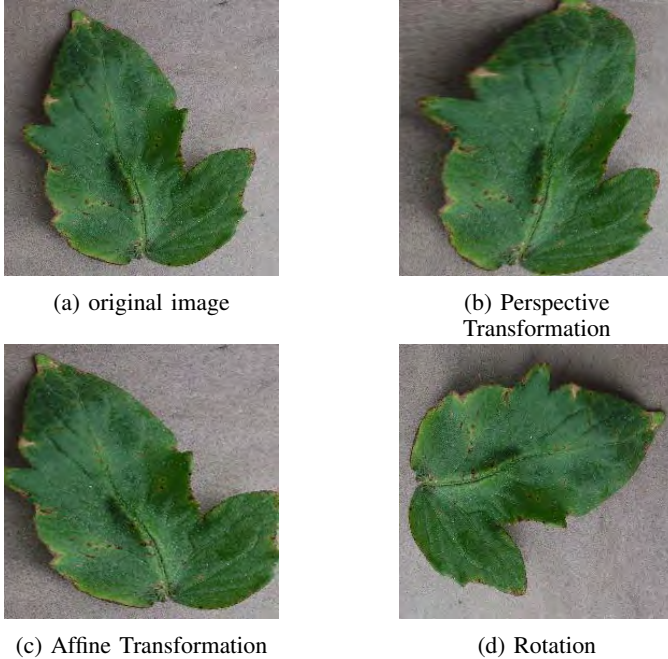 (a) original image
(b) Perspective
Transformation
(c) Affine Transformation
(d) Rotation